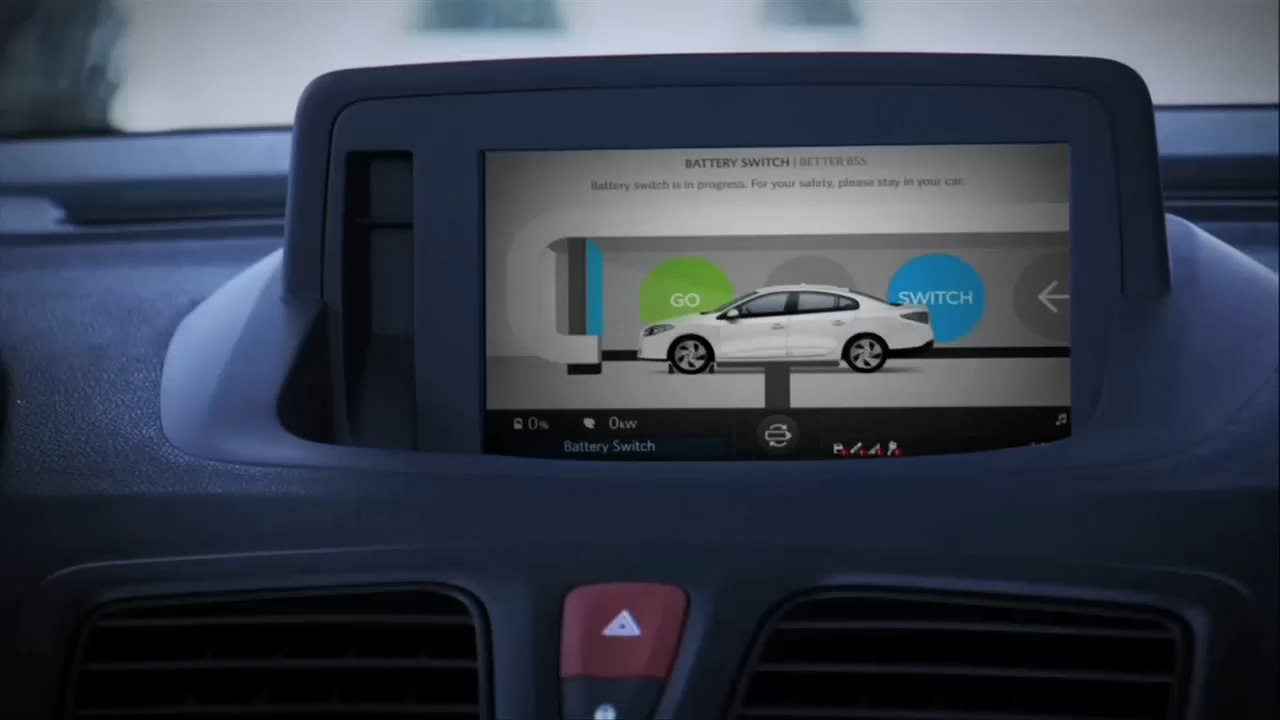 BATTERY SWITCH | BETTER BSS
Battery switch is in progress. For your safety, please stay in your car.
GO
SWITCH
0% 0kW
Battery Switch